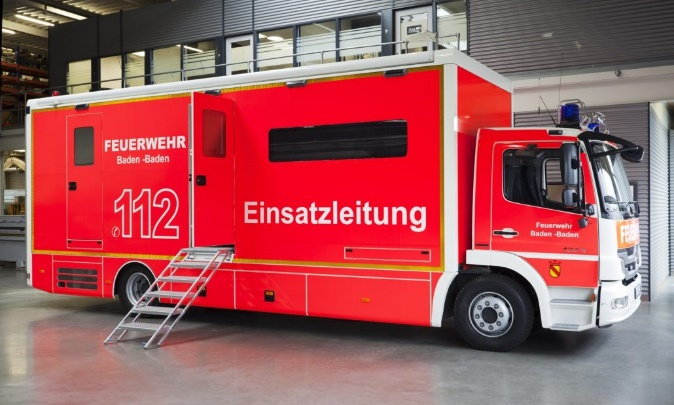 FEUERWEHR
Baden -Baden
112
Einsatzleitung
Feuerwehr
Baden -Baden